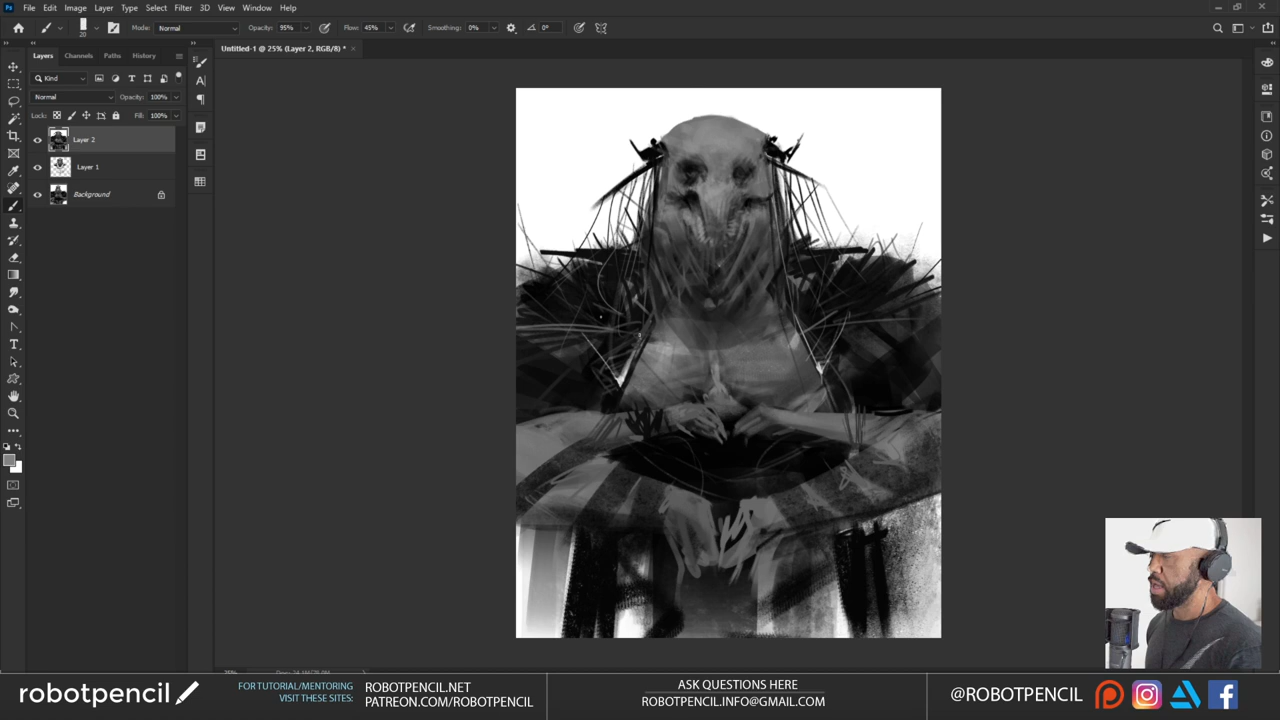 Ps File Edit Image Layer Type Select Filter 3D View Window Help
20 Mode: Normal Opacity: 95% Flow: 45% Smoothing: 0% 0°
Untitled-1 @ 25% (Layer 2, RGB/8) *
Layers Channels Paths History
Kind
Normal Opacity: 100%
Lock: Fill: 100%
Layer 2
Layer 1
Background
robotpencil
FOR TUTORIAL/MENTORING
VISIT THESE SITES:
ROBOTPENCIL.NET
PATREON.COM/ROBOTPENCIL
ASK QUESTIONS HERE
ROBOTPENCIL.INFO@GMAIL.COM
@ROBOTPENCIL